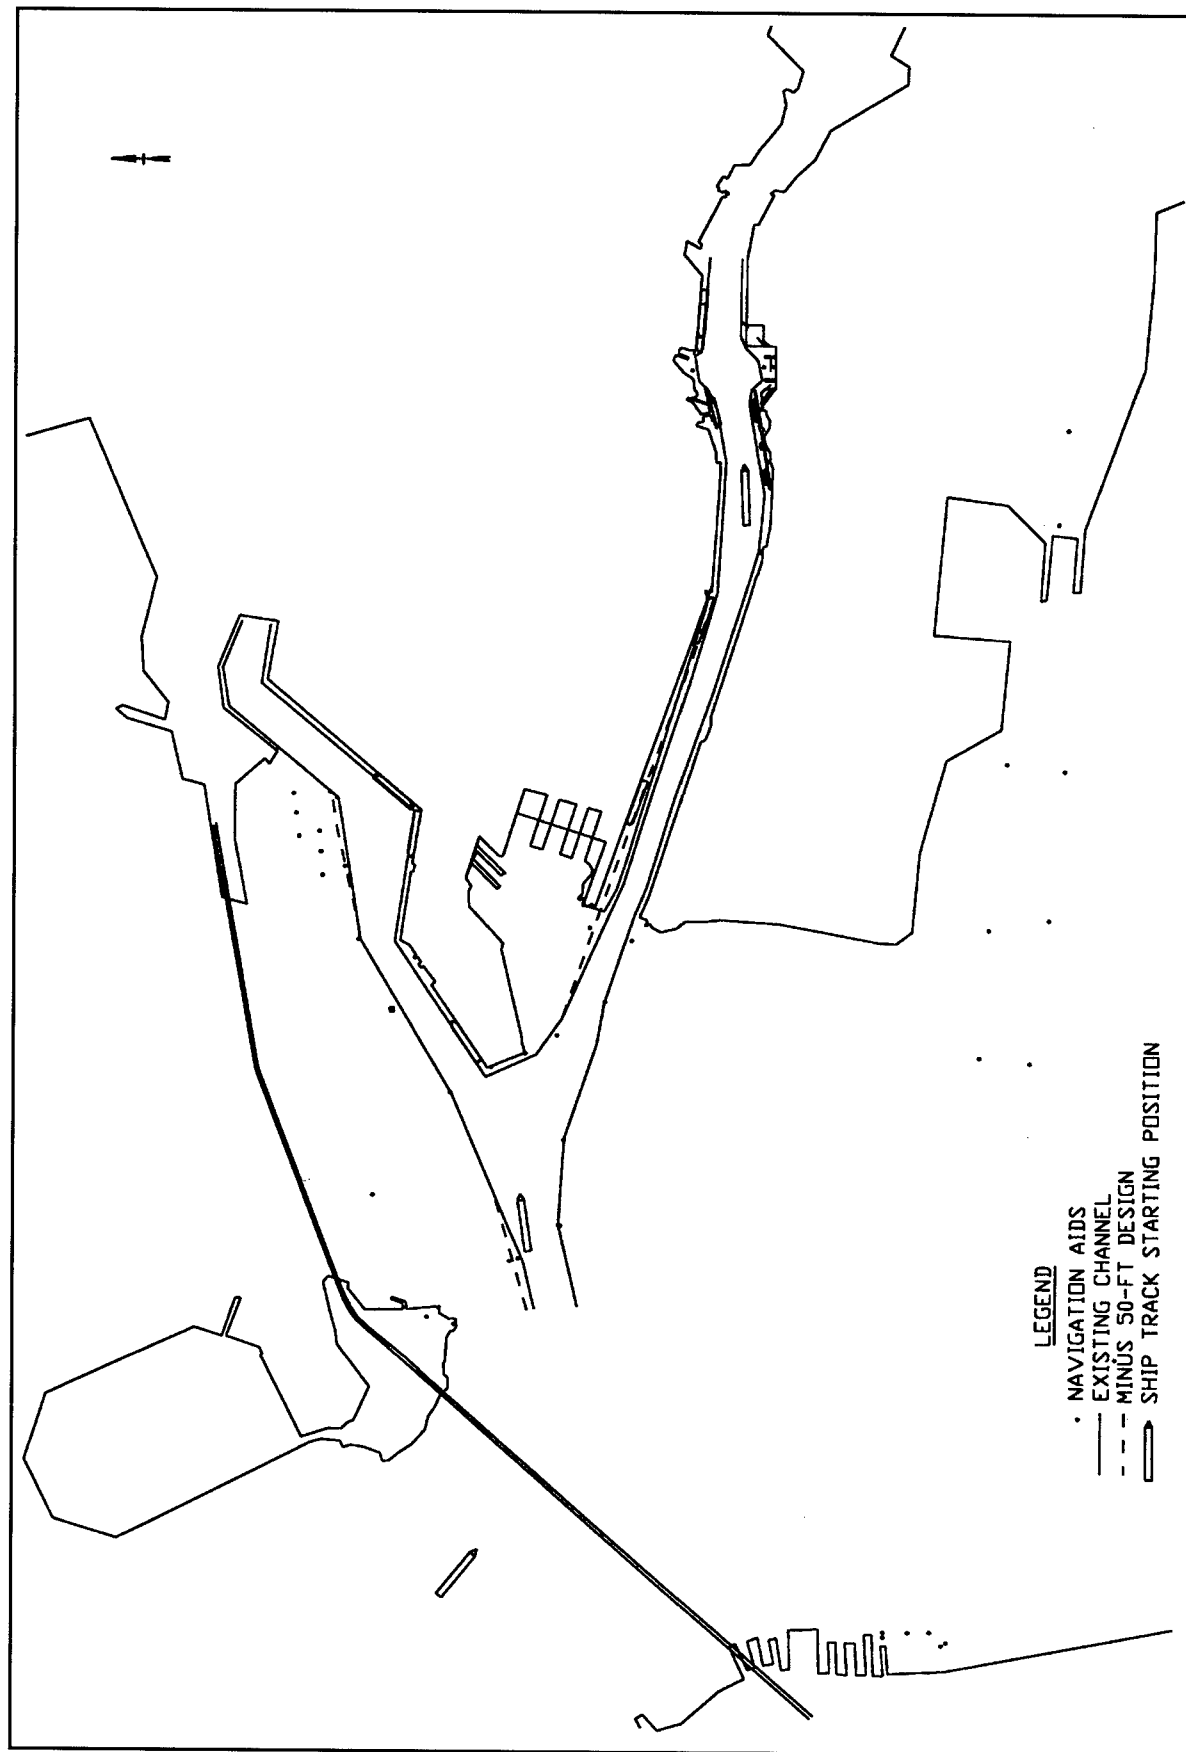 LEGEND
NAVIGATION AIDS
EXISTING CHANNEL
MINUS 50-FT DESIGN
SHIP TRACK STARTING POSITION